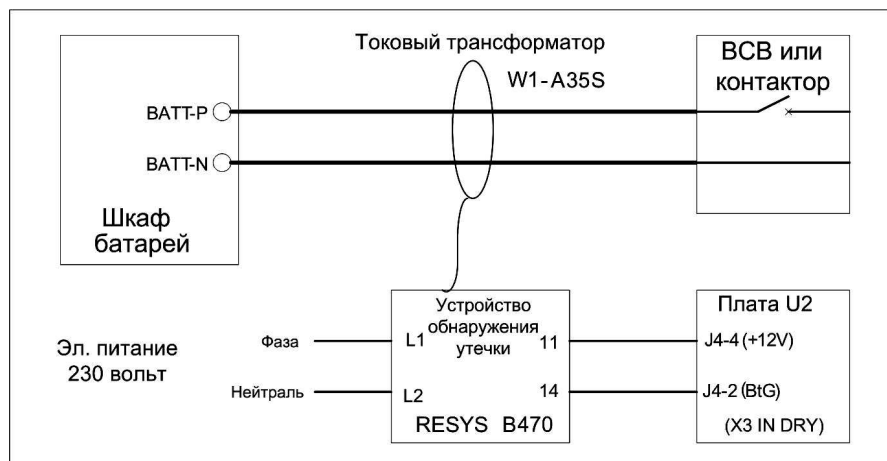 Токовый трансформатор
W1-A35S
BATT-P
BATT-N
Шкаф
батарей
ВСВ или
контактор
Эл. питание
230 вольт
Фаза
Нейтраль
L1
L2
Устройство
обнаружения
утечки
11
14
RESYS B470
Плата U2
J4-4 (+12V)
J4-2 (BtG)
(X3 IN DRY)